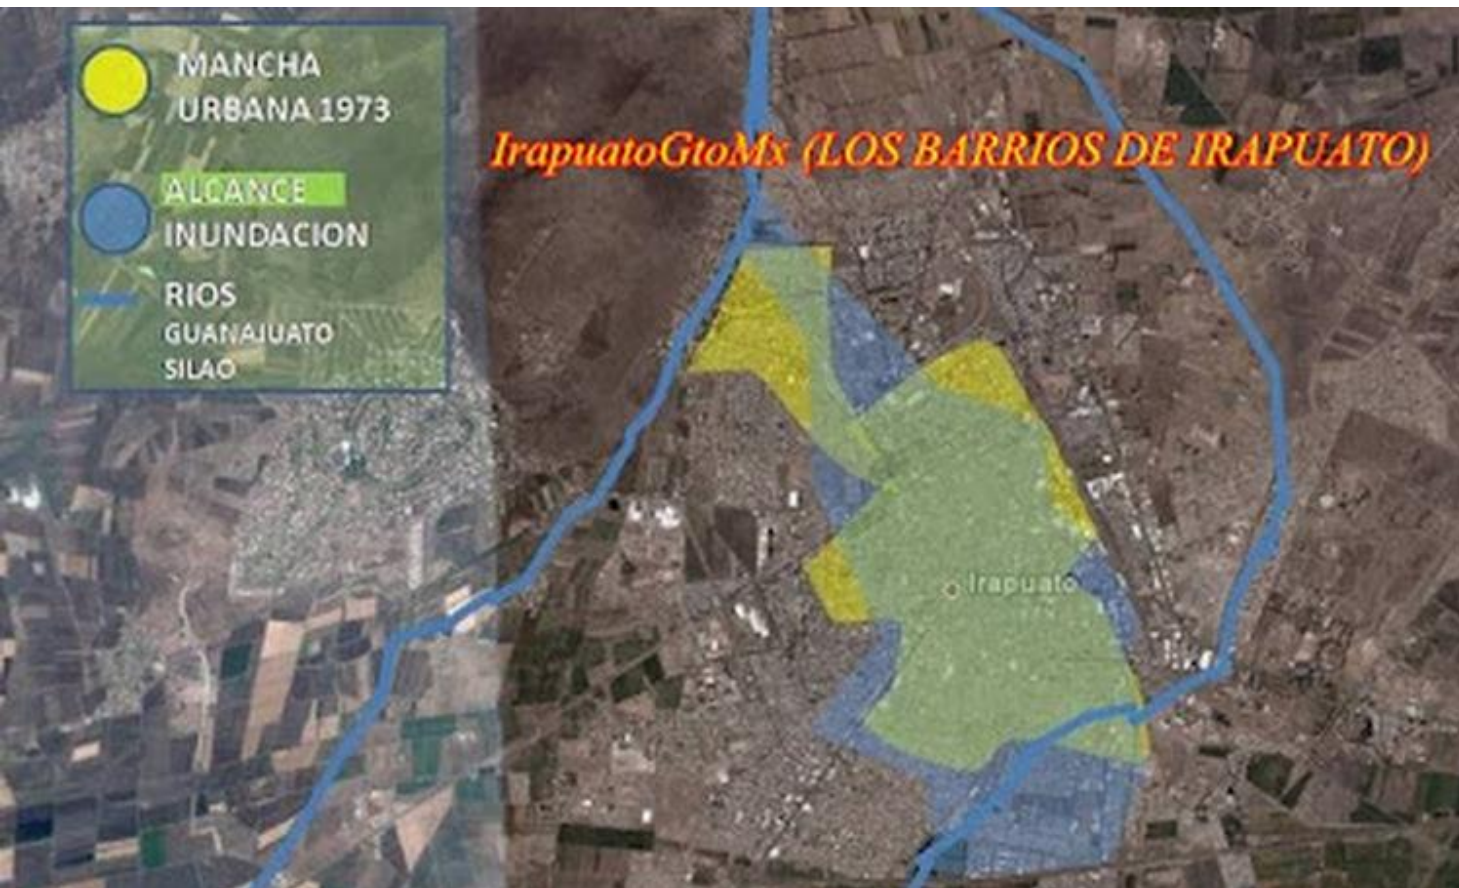 MANCHA
URBANA 1973
ALCANCE
INUNDACION
RIOS
GUANAJUATO
SILAO
IrapuatoGtoMx (LOS BARRIOS DE IRAPUATO)
Irapuato